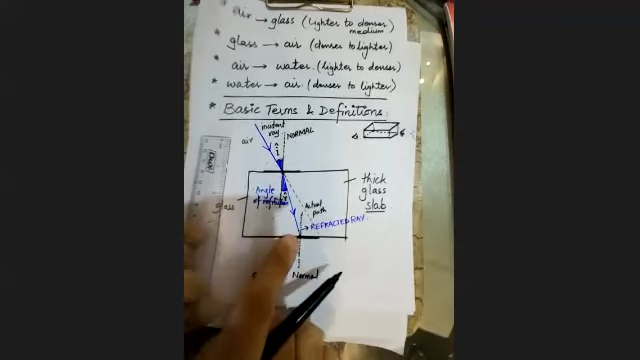 * air → glass (lighter to denser medium)
* glass → air (denser to lighter)
* air → water. (lighter to denser)
* water → air. (denser to lighter)
* Basic Terms & Definitions.
incident ray
NORMAL
air
î
thick glass slab
Angle of
glass
Actual path
REFRACTED RAY.
Normal